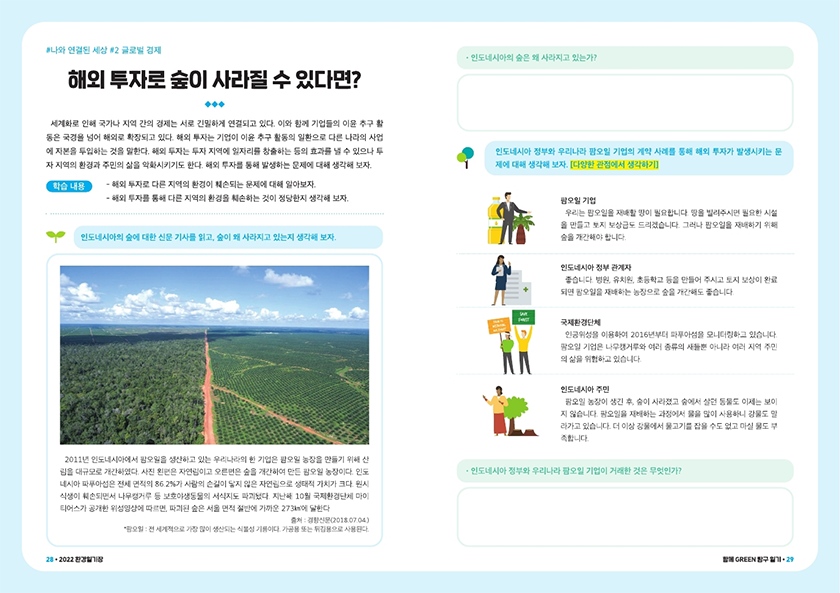 #나와 연결된 세상 #2 글로벌 경제
해외 투자로 숲이 사라질 수 있다면?
세계화로 인해 국가나 지역 간의 경제는 서로 긴밀하게 연결되고 있다. 이와 함께 기업들의 이윤 추구 활
동은 국경을 넘어 해외로 확장되고 있다. 해외 투자는 기업이 이윤 추구 활동의 일환으로 다른 나라의 사업
에 자본을 투입하는 것을 말한다. 해외 투자는 투자 지역에 일자리를 창출하는 등의 효과를 낼 수 있으나 투
자 지역의 환경과 주민의 삶을 악화시키기도 한다. 해외 투자를 통해 발생하는 문제에 대해 생각해 보자.
학습 내용
- 해외 투자로 다른 지역의 환경이 훼손되는 문제에 대해 알아보자.
- 해외 투자를 통해 다른 지역의 환경을 훼손하는 것이 정당한지 생각해 보자.
인도네시아의 숲에 대한 신문 기사를 읽고, 숲이 왜 사라지고 있는지 생각해 보자.
2011년 인도네시아에서 팜오일을 생산하고 있는 우리나라의 한 기업은 팜오일 농장을 만들기 위해 산
림을 대규모로 개간하였다. 사진 왼편은 자연림이고 오른편은 숲을 개간하여 만든 팜오일 농장이다. 인도
네시아 파푸아섬은 전체 면적의 86.2%가 사람의 손길이 닿지 않은 자연림으로 생태적 가치가 크다. 원시
식생이 훼손되면서 나무캥거루 등 보호야생동물의 서식지도 파괴됐다. 지난해 10월 국제환경단체 마이
티어스가 공개한 위성영상에 따르면, 파괴된 숲은 서울 면적 절반에 가까운 273㎢에 달한다
출처 : 경향신문(2018.07.04.)
*팜오일 : 전 세계적으로 가장 많이 생산되는 식물성 기름이다. 가공용 또는 튀김용으로 사용된다.
28 • 2022 환경일기장
· 인도네시아의 숲은 왜 사라지고 있는가?
인도네시아 정부와 우리나라 팜오일 기업의 계약 사례를 통해 해외 투자가 발생시키는 문
제에 대해 생각해 보자. [다양한 관점에서 생각하기]
팜오일 기업
우리는 팜오일을 재배할 땅이 필요합니다. 땅을 빌려주시면 필요한 시설
을 만들고 토지 보상금도 드리겠습니다. 그러나 팜오일을 재배하기 위해
숲을 개간해야 합니다.
인도네시아 정부 관계자
좋습니다. 병원, 유치원, 초등학교 등을 만들어 주시고 토지 보상이 완료
되면 팜오일을 재배하는 농장으로 숲을 개간해도 좋습니다.
SAVE FOREST
국제환경단체
인공위성을 이용하여 2016년부터 파푸아섬을 모니터링하고 있습니다.
팜오일 기업은 나무캥거루와 여러 종류의 새들뿐 아니라 여러 지역 주민
의 삶을 위협하고 있습니다.
인도네시아 주민
팜오일 농장이 생긴 후, 숲이 사라졌고 숲에서 살던 동물도 이제는 보이
지 않습니다. 팜오일을 재배하는 과정에서 물을 많이 사용하니 강물도 말
라가고 있습니다. 더 이상 강물에서 물고기를 잡을 수도 없고 마실 물도 부
족합니다.
· 인도네시아 정부와 우리나라 팜오일 기업이 거래한 것은 무엇인가?
함께 GREEN 탐구 일기 • 29